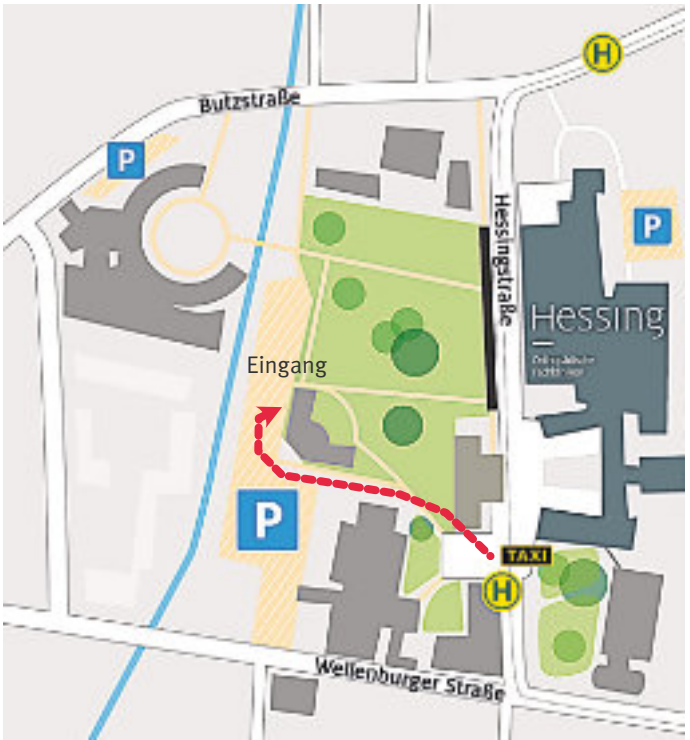 H
Butzstraße
P
Hessingstraße
P
Hessing
Eingang
P
TAXI
H
Wellenburger Straße